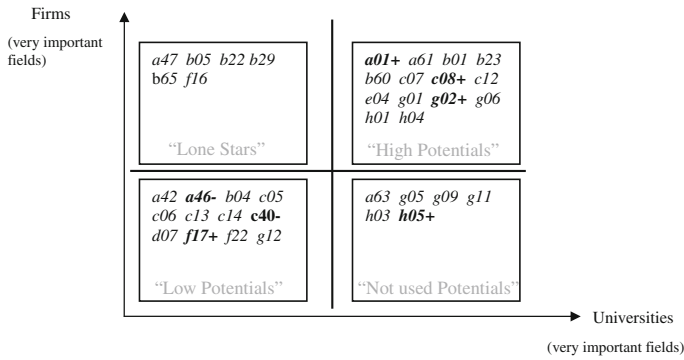 Firms
(very important
fields)
a47 b05 b22 b29
b65 f16
"Lone Stars"
a01+ a61 b01 b23
b60 c07 c08+ c12
e04 g01 g02+ g06
h01 h04
"High Potentials"
a42 a46- b04 c05
c06 c13 c14 c40-
d07 f17+ f22 g12
"Low Potentials"
a63 g05 g09 g11
h03 h05+
"Not used Potentials"
Universities
(very important fields)